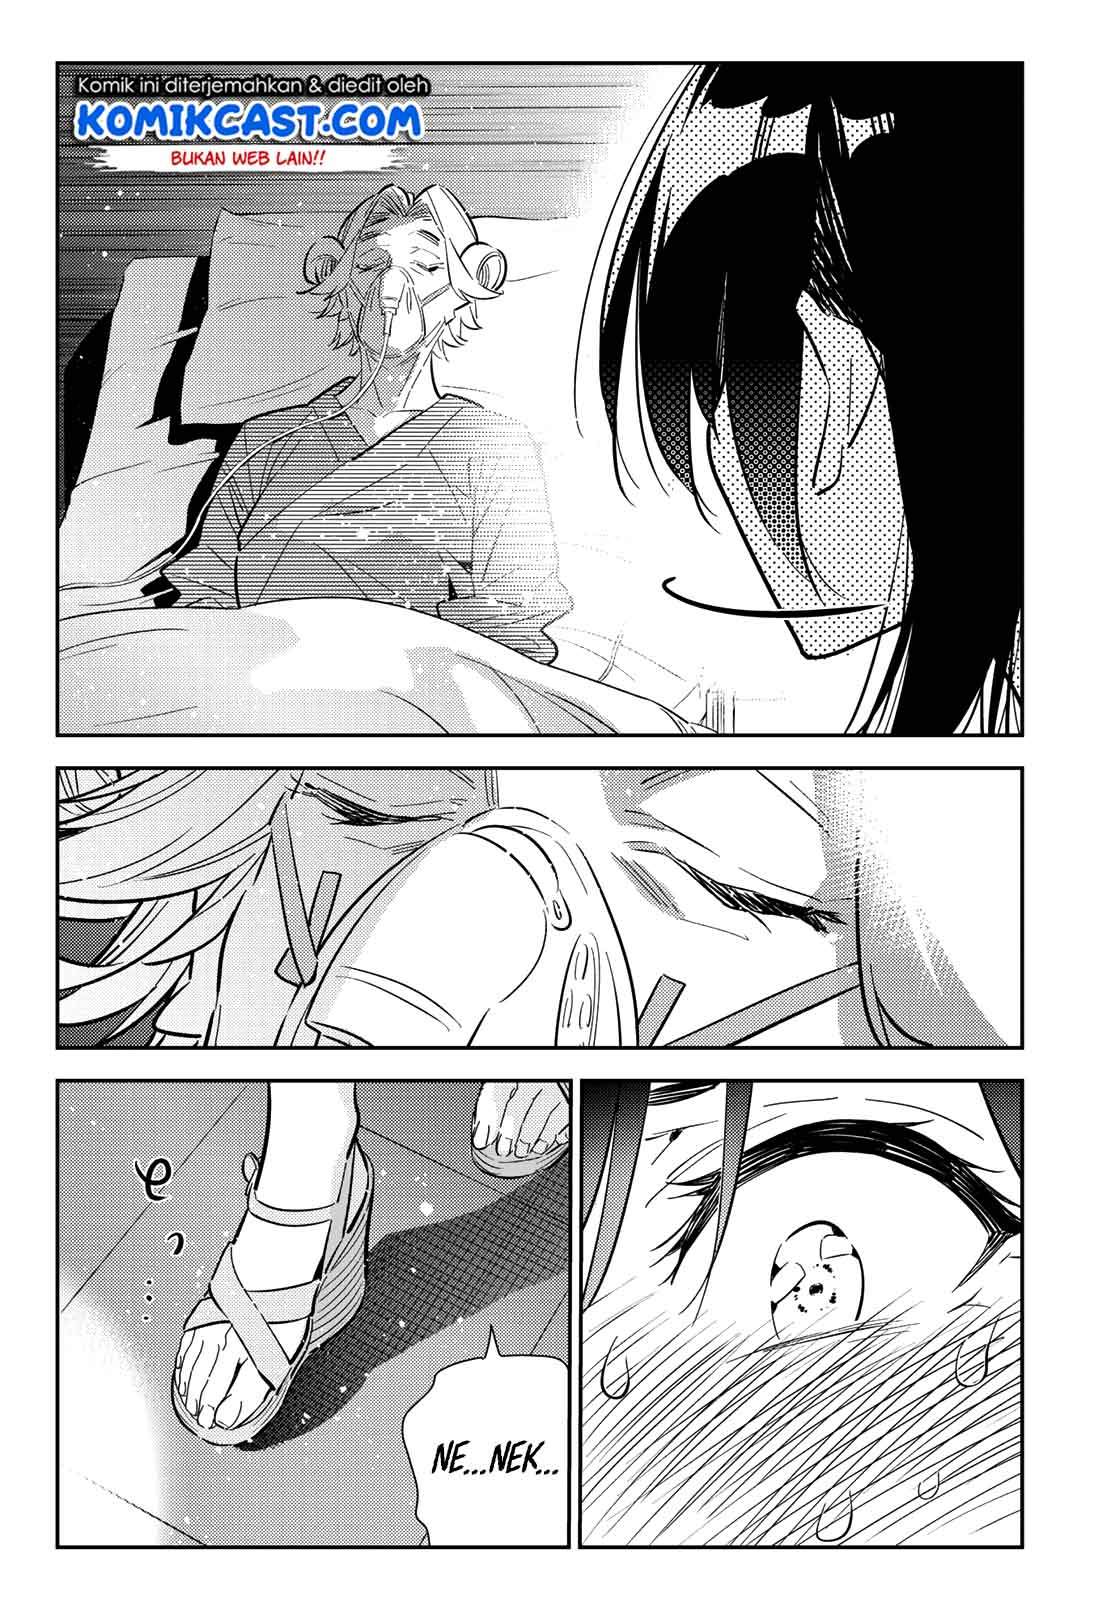 Komik ini diterjemahkan & diedit oleh
KOMIKCAST.COM
BUKAN WEB LAIN!!
NE...NEK...